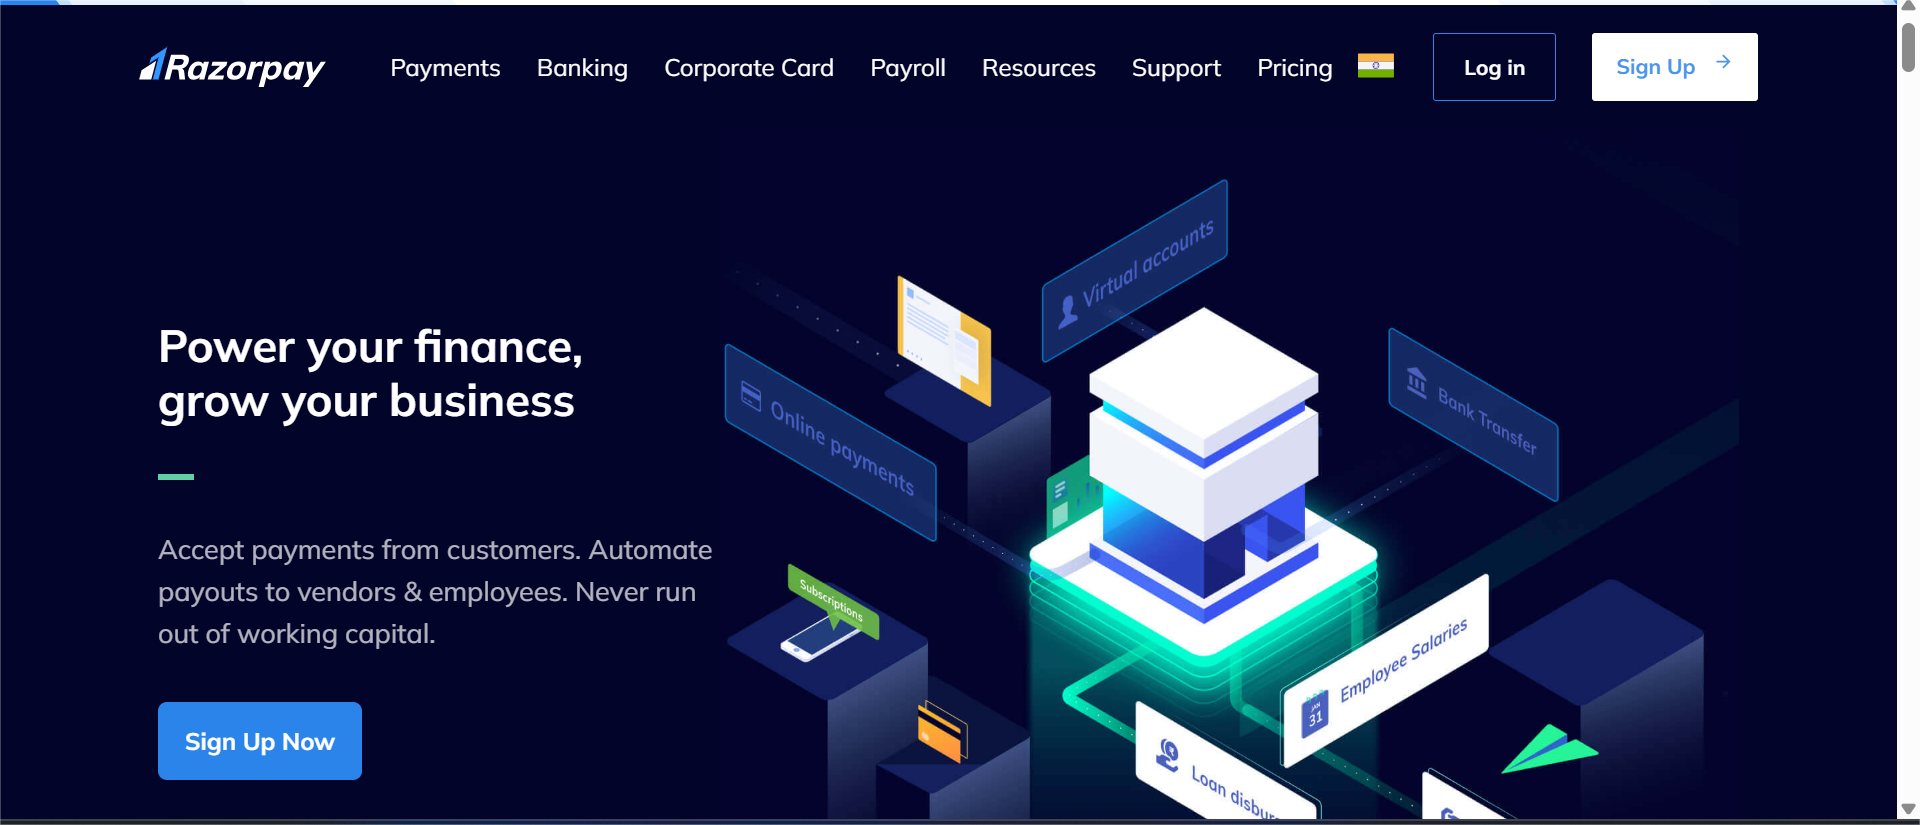 Razorpay
Payments
Banking
Corporate Card
Payroll
Resources
Support
Pricing
Log in
Sign Up
Virtual accounts
Bank Transfer
Online payments
Power your finance,
grow your business
Accept payments from customers. Automate
payouts to vendors & employees. Never run
out of working capital.
Subscriptions
Employee Salaries
JAN
31
Loan
Sign Up Now